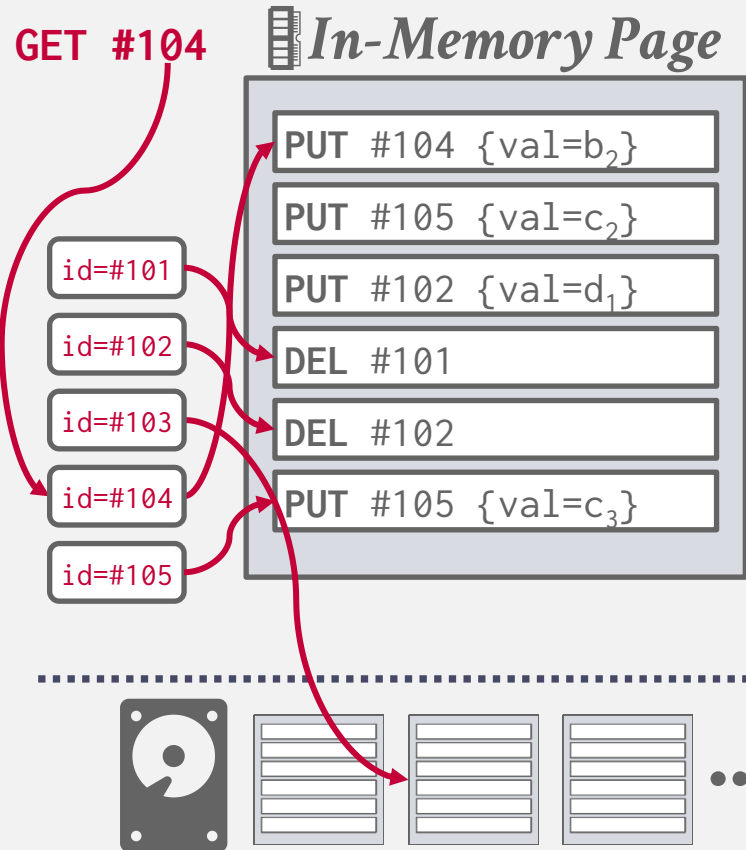 GET #104
In-Memory Page
PUT #104 {val=b₂}
PUT #105 {val=c₂}
PUT #102 {val=d₁}
DEL #101
DEL #102
PUT #105 {val=c₃}
id=#101
id=#102
id=#103
id=#104
id=#105